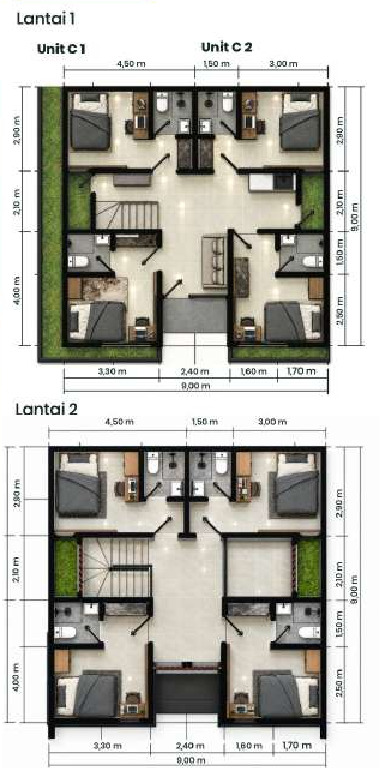 Lantai 1
Unit C 1
Unit C 2
4,50 m
1,50 m
3,00 m
2,90 m
2,10 m
4,00 m
2,90 m
2,10 m
1,50 m
2,50 m
9,00 m
3,30 m
2,40 m
1,60 m
1,70 m
9,00 m
Lantai 2
4,50 m
1,50 m
3,00 m
2,90 m
2,10 m
4,00 m
2,90 m
2,10 m
1,50 m
2,50 m
9,00 m
3,30 m
2,40 m
1,60 m
1,70 m
9,00 m